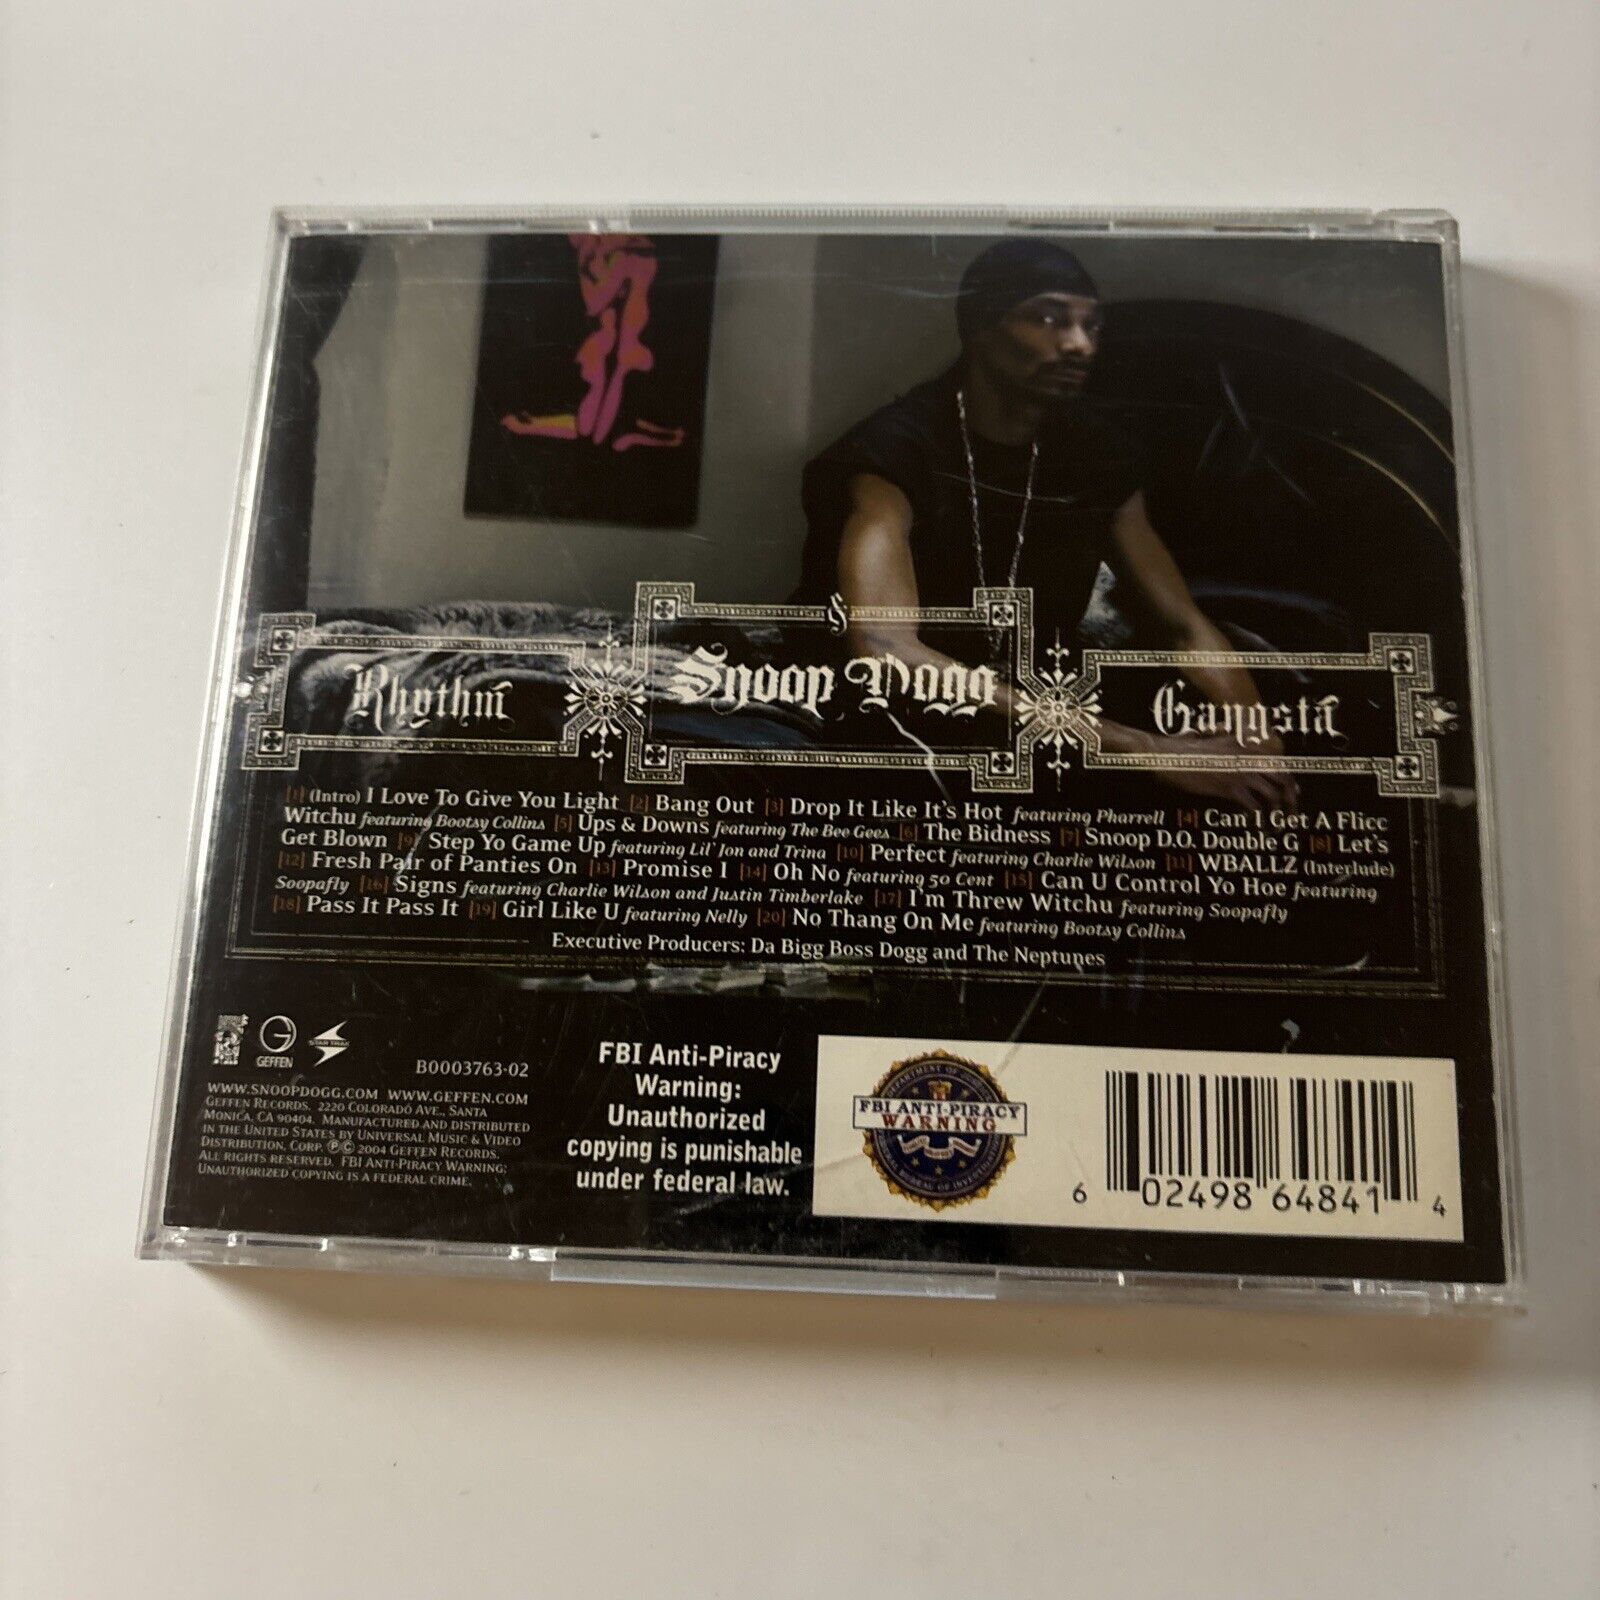 Rhythm
Snoop Dogg
Gangsta
[1] (Intro) I Love To Give You Light [2] Bang Out [3] Drop It Like It's Hot featuring Pharrell [4] Can I Get A Flicc
Witchu featuring Bootsy Collins [5] Ups & Downs featuring The Bee Gees [6] The Bidness [7] Snoop D.O. Double G [8] Let's
Get Blown [9] Step Yo Game Up featuring Lil' Jon and Trina [10] Perfect featuring Charlie Wilson [11] WBALLZ (Interlude)
[12] Fresh Pair of Panties On [13] Promise I [14] Oh No featuring 50 Cent [15] Can U Control Yo Hoe featuring
Soopafly [16] Signs featuring Charlie Wilson and Justin Timberlake [17] I'm Threw Witchu featuring Soopafly
[18] Pass It Pass It [19] Girl Like U featuring Nelly [20] No Thang On Me featuring Bootsy Collins
Executive Producers: Da Bigg Boss Dogg and The Neptunes
GEFFEN
STAR TRAK
B0003763-02
WWW.SNOOPDOGG.COM WWW.GEFFEN.COM
GEFFEN RECORDS. 2220 COLORADO AVE., SANTA
MONICA, CA 90404. MANUFACTURED AND DISTRIBUTED
IN THE UNITED STATES BY UNIVERSAL MUSIC & VIDEO
DISTRIBUTION, CORP. ℗© 2004 GEFFEN RECORDS.
ALL RIGHTS RESERVED. FBI ANTI-PIRACY WARNING:
UNAUTHORIZED COPYING IS A FEDERAL CRIME.
FBI Anti-Piracy
Warning:
Unauthorized
copying is punishable
under federal law.
FBI ANTI-PIRACY
WARNING
6 02498 64841 4